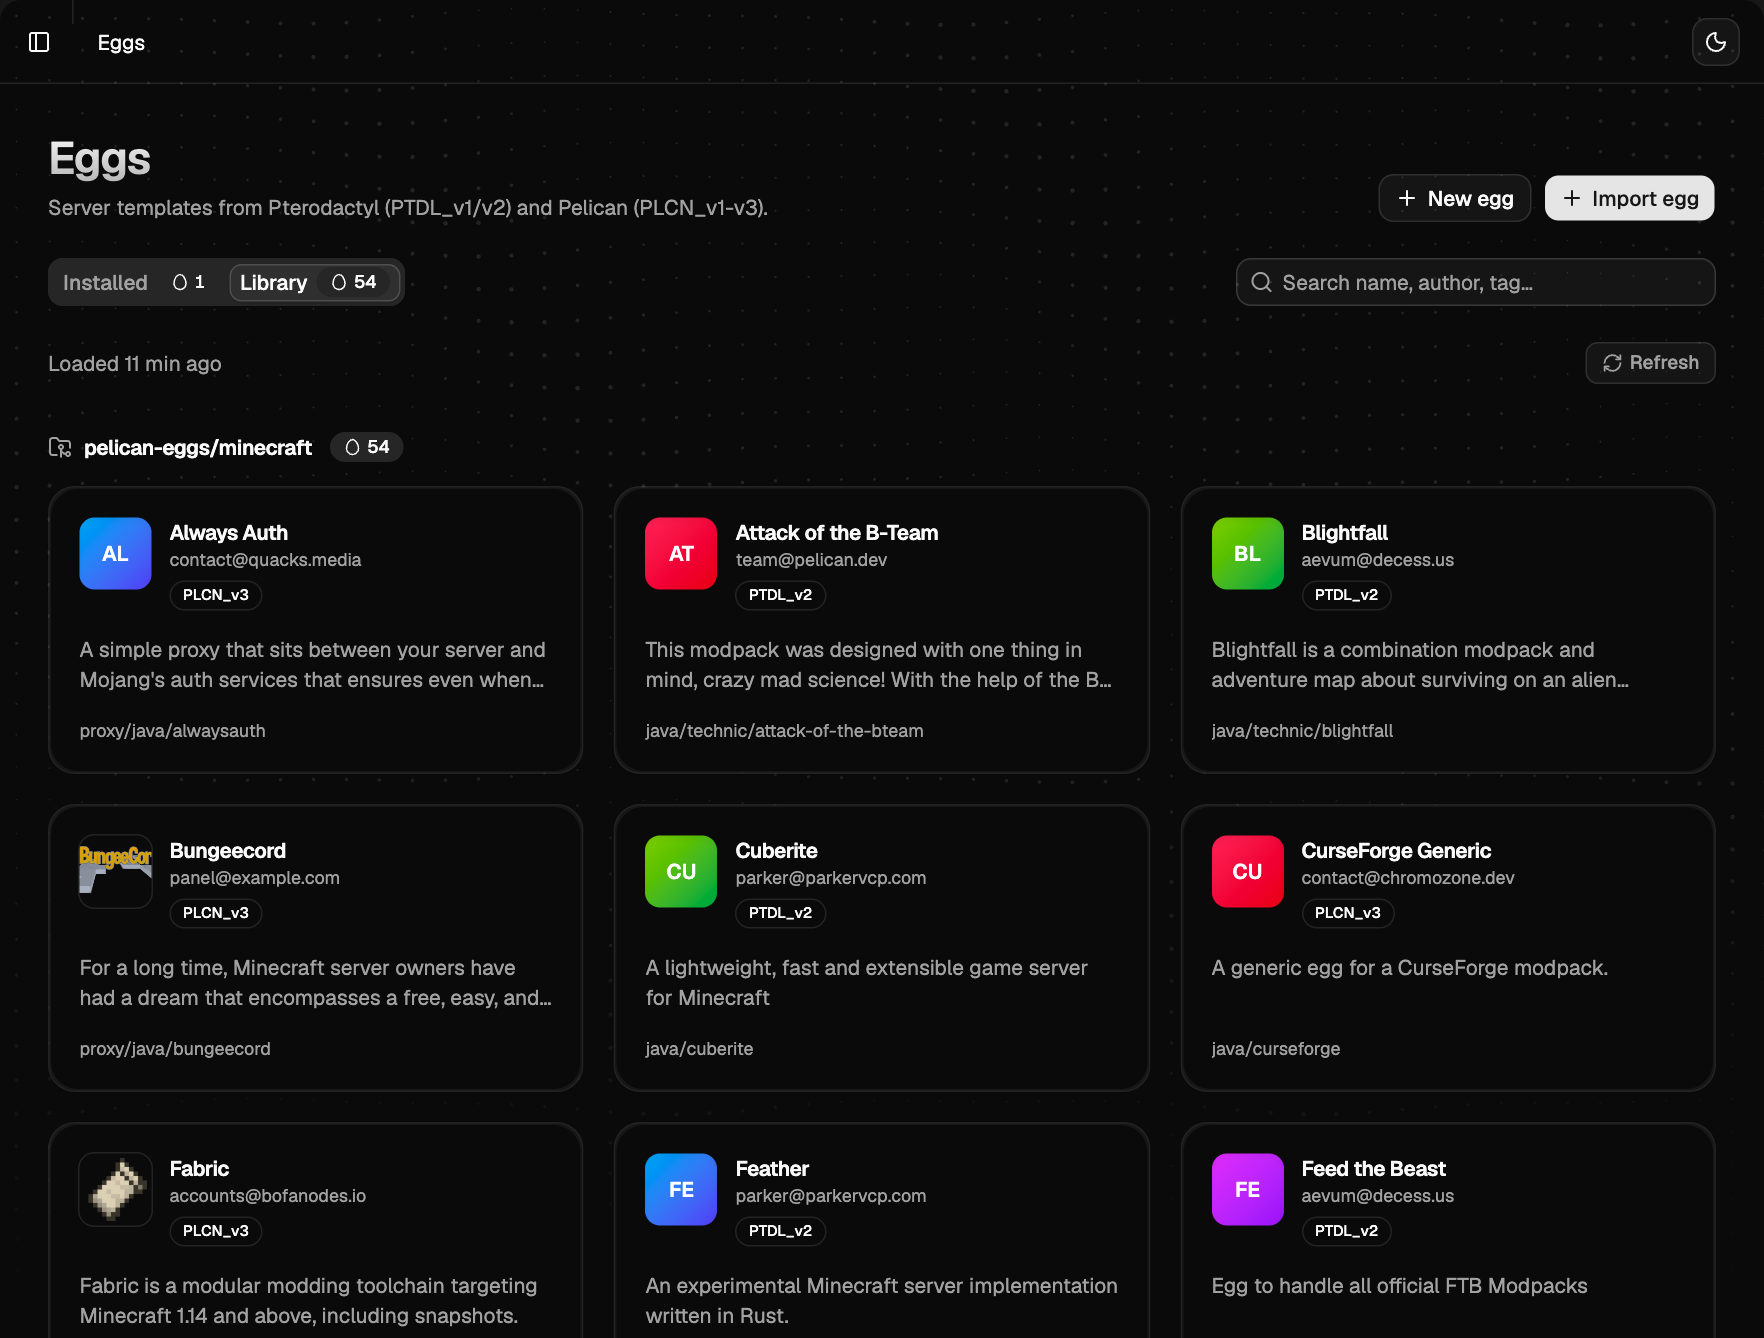 Eggs
Eggs
Server templates from Pterodactyl (PTDL_v1/v2) and Pelican (PLCN_v1-v3).
New egg
Import egg
Installed 1
Library 54
Search name, author, tag...
Loaded 11 min ago
Refresh
pelican-eggs/minecraft 54
AL
Always Auth
contact@quacks.media
PLCN_v3
A simple proxy that sits between your server and
Mojang's auth services that ensures even when...
proxy/java/alwaysauth
AT
Attack of the B-Team
team@pelican.dev
PTDL_v2
This modpack was designed with one thing in
mind, crazy mad science! With the help of the B...
java/technic/attack-of-the-bteam
BL
Blightfall
aevum@decess.us
PTDL_v2
Blightfall is a combination modpack and
adventure map about surviving on an alien...
java/technic/blightfall
BungeeCor
Bungeecord
panel@example.com
PLCN_v3
For a long time, Minecraft server owners have
had a dream that encompasses a free, easy, and...
proxy/java/bungeecord
CU
Cuberite
parker@parkervcp.com
PTDL_v2
A lightweight, fast and extensible game server
for Minecraft
java/cuberite
CU
CurseForge Generic
contact@chromozone.dev
PLCN_v3
A generic egg for a CurseForge modpack.
java/curseforge
Fabric
accounts@bofanodes.io
PLCN_v3
Fabric is a modular modding toolchain targeting
Minecraft 1.14 and above, including snapshots.
FE
Feather
parker@parkervcp.com
PTDL_v2
An experimental Minecraft server implementation
written in Rust.
FE
Feed the Beast
aevum@decess.us
PTDL_v2
Egg to handle all official FTB Modpacks